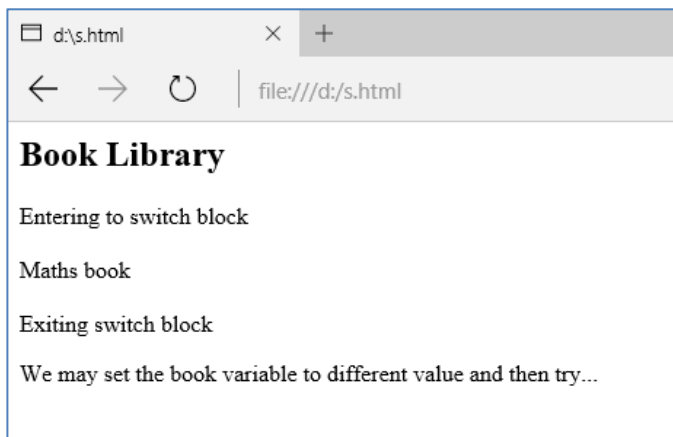 d:\s.html
file:///d:/s.html
Book Library
Entering to switch block
Maths book
Exiting switch block
We may set the book variable to different value and then try...